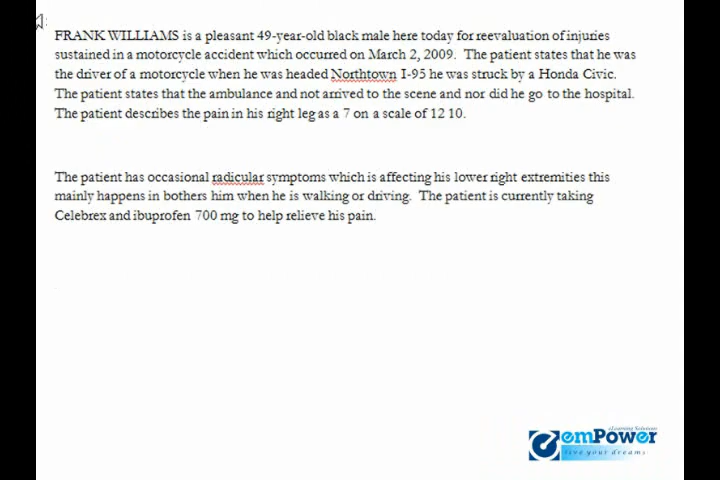 FRANK WILLIAMS is a pleasant 49-year-old black male here today for reevaluation of injuries
sustained in a motorcycle accident which occurred on March 2, 2009. The patient states that he was
the driver of a motorcycle when he was headed Northtown I-95 he was struck by a Honda Civic.
The patient states that the ambulance and not arrived to the scene and nor did he go to the hospital.
The patient describes the pain in his right leg as a 7 on a scale of 12 10.
The patient has occasional radicular symptoms which is affecting his lower right extremities this
mainly happens in bothers him when he is walking or driving. The patient is currently taking
Celebrex and ibuprofen 700 mg to help relieve his pain.
eLearning Solutions
emPower
live your dreams